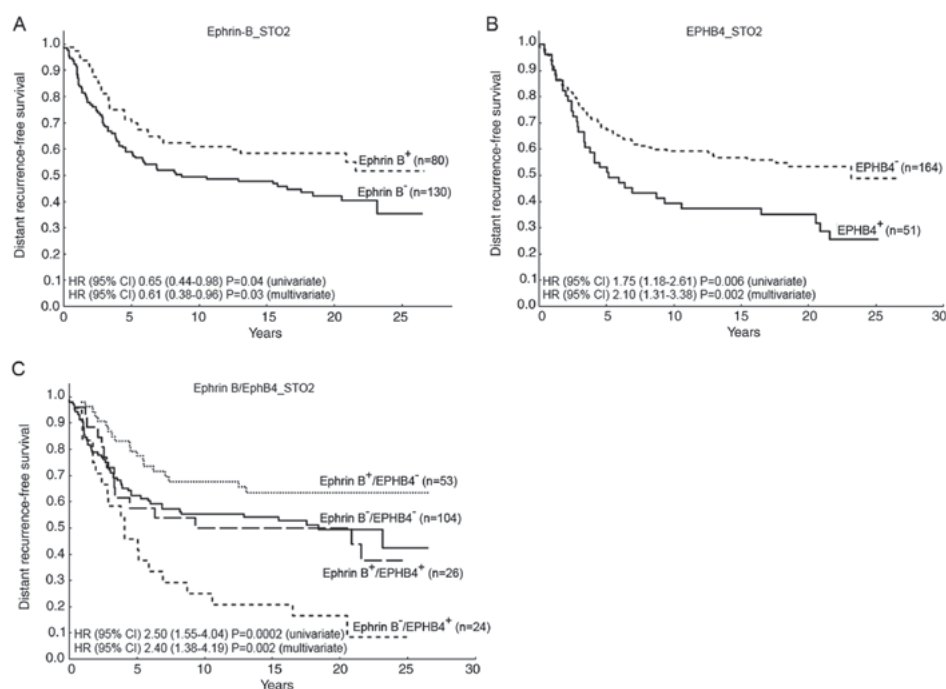 A
Ephrin-B_STO2
Distant recurrence-free survival
1.0
0.9
0.8
0.7
0.6
0.5
0.4
0.3
0.2
0.1
0
Ephrin B⁺ (n=80)
Ephrin B⁻ (n=130)
HR (95% CI) 0.65 (0.44-0.98) P=0.04 (univariate)
HR (95% CI) 0.61 (0.38-0.96) P=0.03 (multivariate)
0 5 10 15 20 25
Years
B
EPHB4_STO2
Distant recurrence-free survival
1.0
0.9
0.8
0.7
0.6
0.5
0.4
0.3
0.2
0.1
0
EPHB4⁻ (n=164)
EPHB4⁺ (n=51)
HR (95% CI) 1.75 (1.18-2.61) P=0.006 (univariate)
HR (95% CI) 2.10 (1.31-3.38) P=0.002 (multivariate)
0 5 10 15 20 25 30
Years
C
Ephrin B/EphB4_STO2
Distant recurrence-free survival
1.0
0.9
0.8
0.7
0.6
0.5
0.4
0.3
0.2
0.1
0
Ephrin B⁺/EPHB4⁻ (n=53)
Ephrin B⁻/EPHB4⁻ (n=104)
Ephrin B⁺/EPHB4⁺ (n=26)
Ephrin B⁻/EPHB4⁺ (n=24)
HR (95% CI) 2.50 (1.55-4.04) P=0.0002 (univariate)
HR (95% CI) 2.40 (1.38-4.19) P=0.002 (multivariate)
0 5 10 15 20 25 30
Years